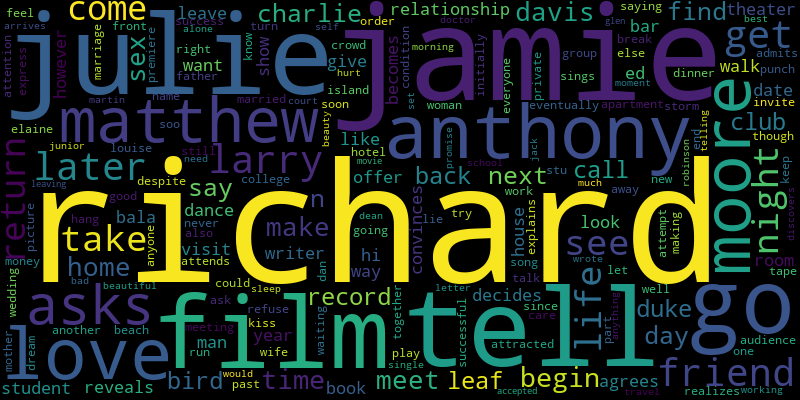 feel come success leave charlie relationship davis find theater
arrives julie jamie saying bar best
attention express however marriage front sex premiere right want father alone turn self show know order crowd give condition becomes doctor morning initially group sings everyone private glen else break get admits walk punch
matthew island ed dinner date invite
martin name married court soon woman moment though
elaine soo hurt beauty anthony eventually apartment storm telling club
junior louise still larry like hotel promise jack end moore
return later need movie school stu call robinson keep night
leaving despite college offer back next away new
picture good say dean work much discovers
richard
hang bala dance never n going lie try house explains look attempt making
take anyone also make convinces song see room
money home visit writer hi way talk wrote let tape
wedding bad attends dan of
beautiful could sleep together letter decides since life part anything well
asks film tell go
another beach ask refuse record waiting successful care duke audience
mother dream love man meeting kiss year play attracted day one
run wife single friend
student reveals bird would past time book meet leaf begin agrees realizes working
accepted travel